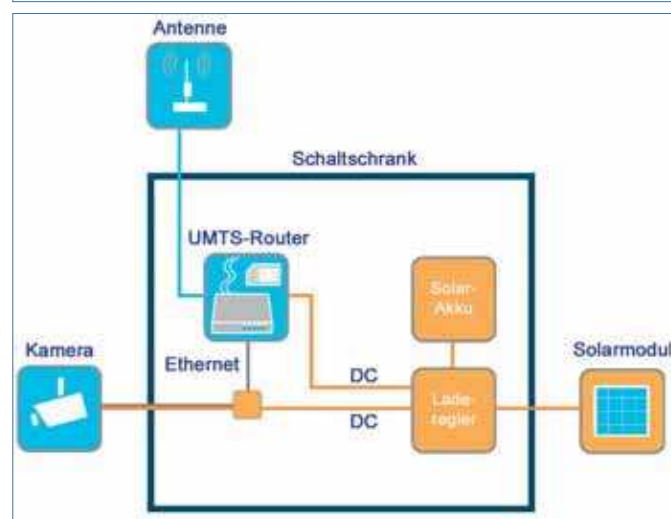 Antenne
Schaltschrank
UMTS-Router
Solar-
Akku
Kamera
Ethernet
Solarmodul
DC
Lade-
regler
DC